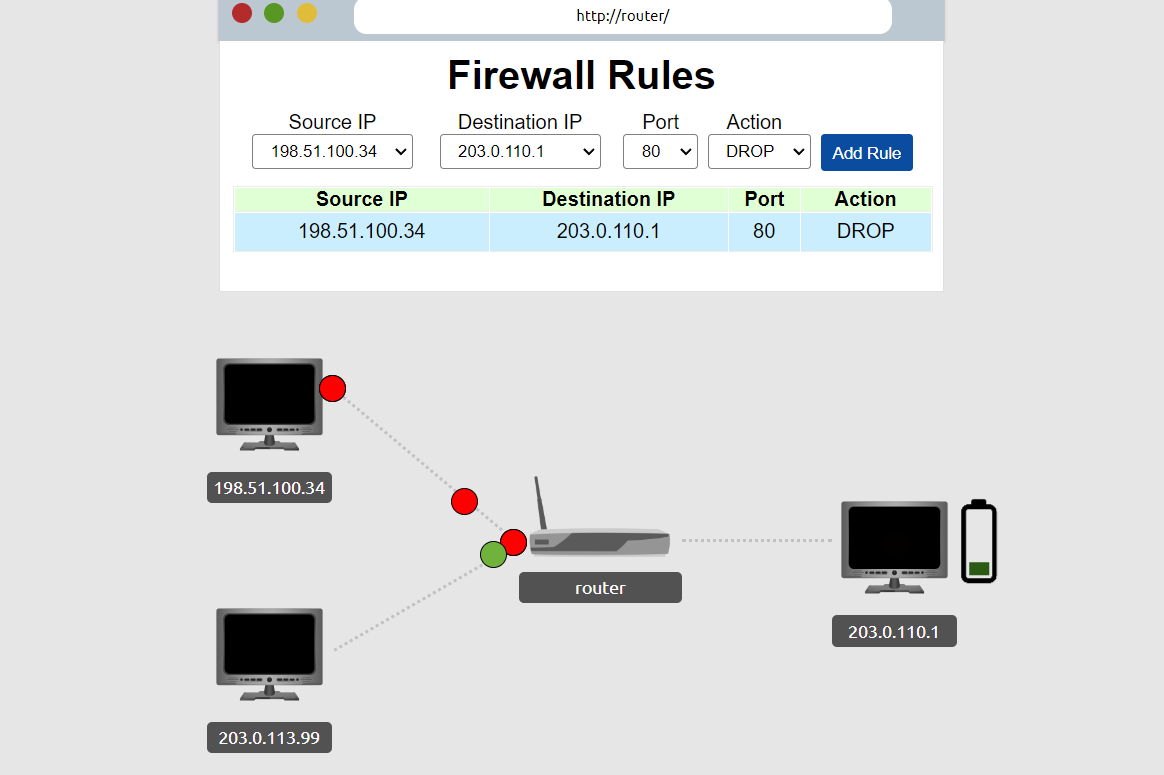 http://router/
Firewall Rules
Source IP Destination IP Port Action
198.51.100.34 203.0.110.1 80 DROP Add Rule
Source IP Destination IP Port Action
198.51.100.34 203.0.110.1 80 DROP
198.51.100.34
router
203.0.110.1
203.0.113.99